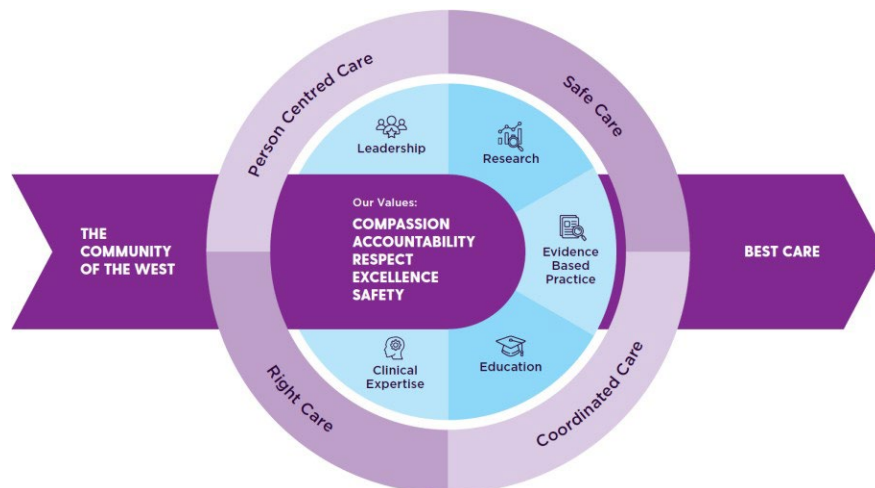 Person Centred Care
Safe Care
Leadership
Research
THE
COMMUNITY
OF THE WEST
Our Values:
COMPASSION
ACCOUNTABILITY
RESPECT
EXCELLENCE
SAFETY
Evidence
Based
Practice
BEST CARE
Clinical
Expertise
Education
Right Care
Coordinated Care